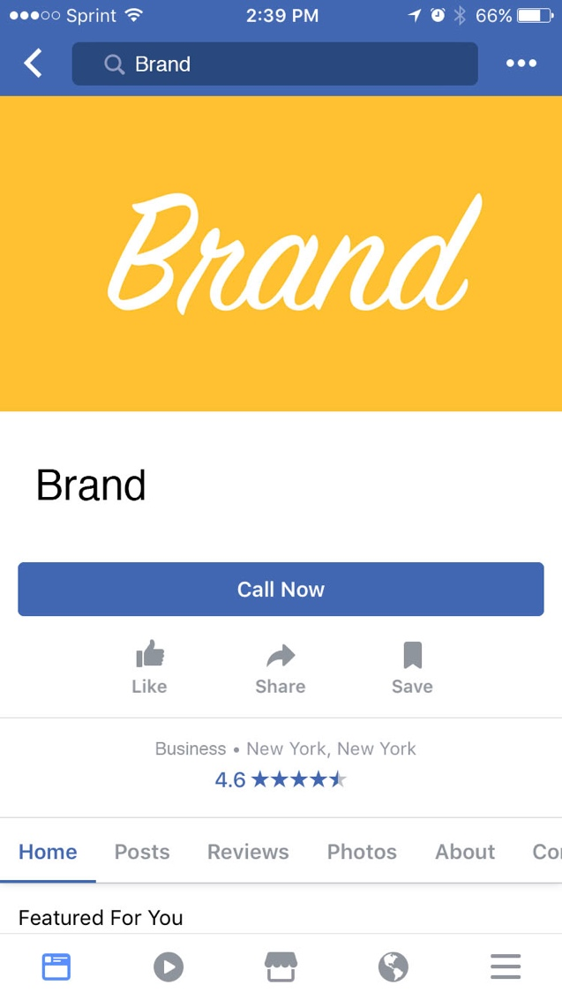 Sprint 2:39 PM 66%
Brand
Brand
Brand
Call Now
Like Share Save
Business • New York, New York
4.6
Home Posts Reviews Photos About Co
Featured For You